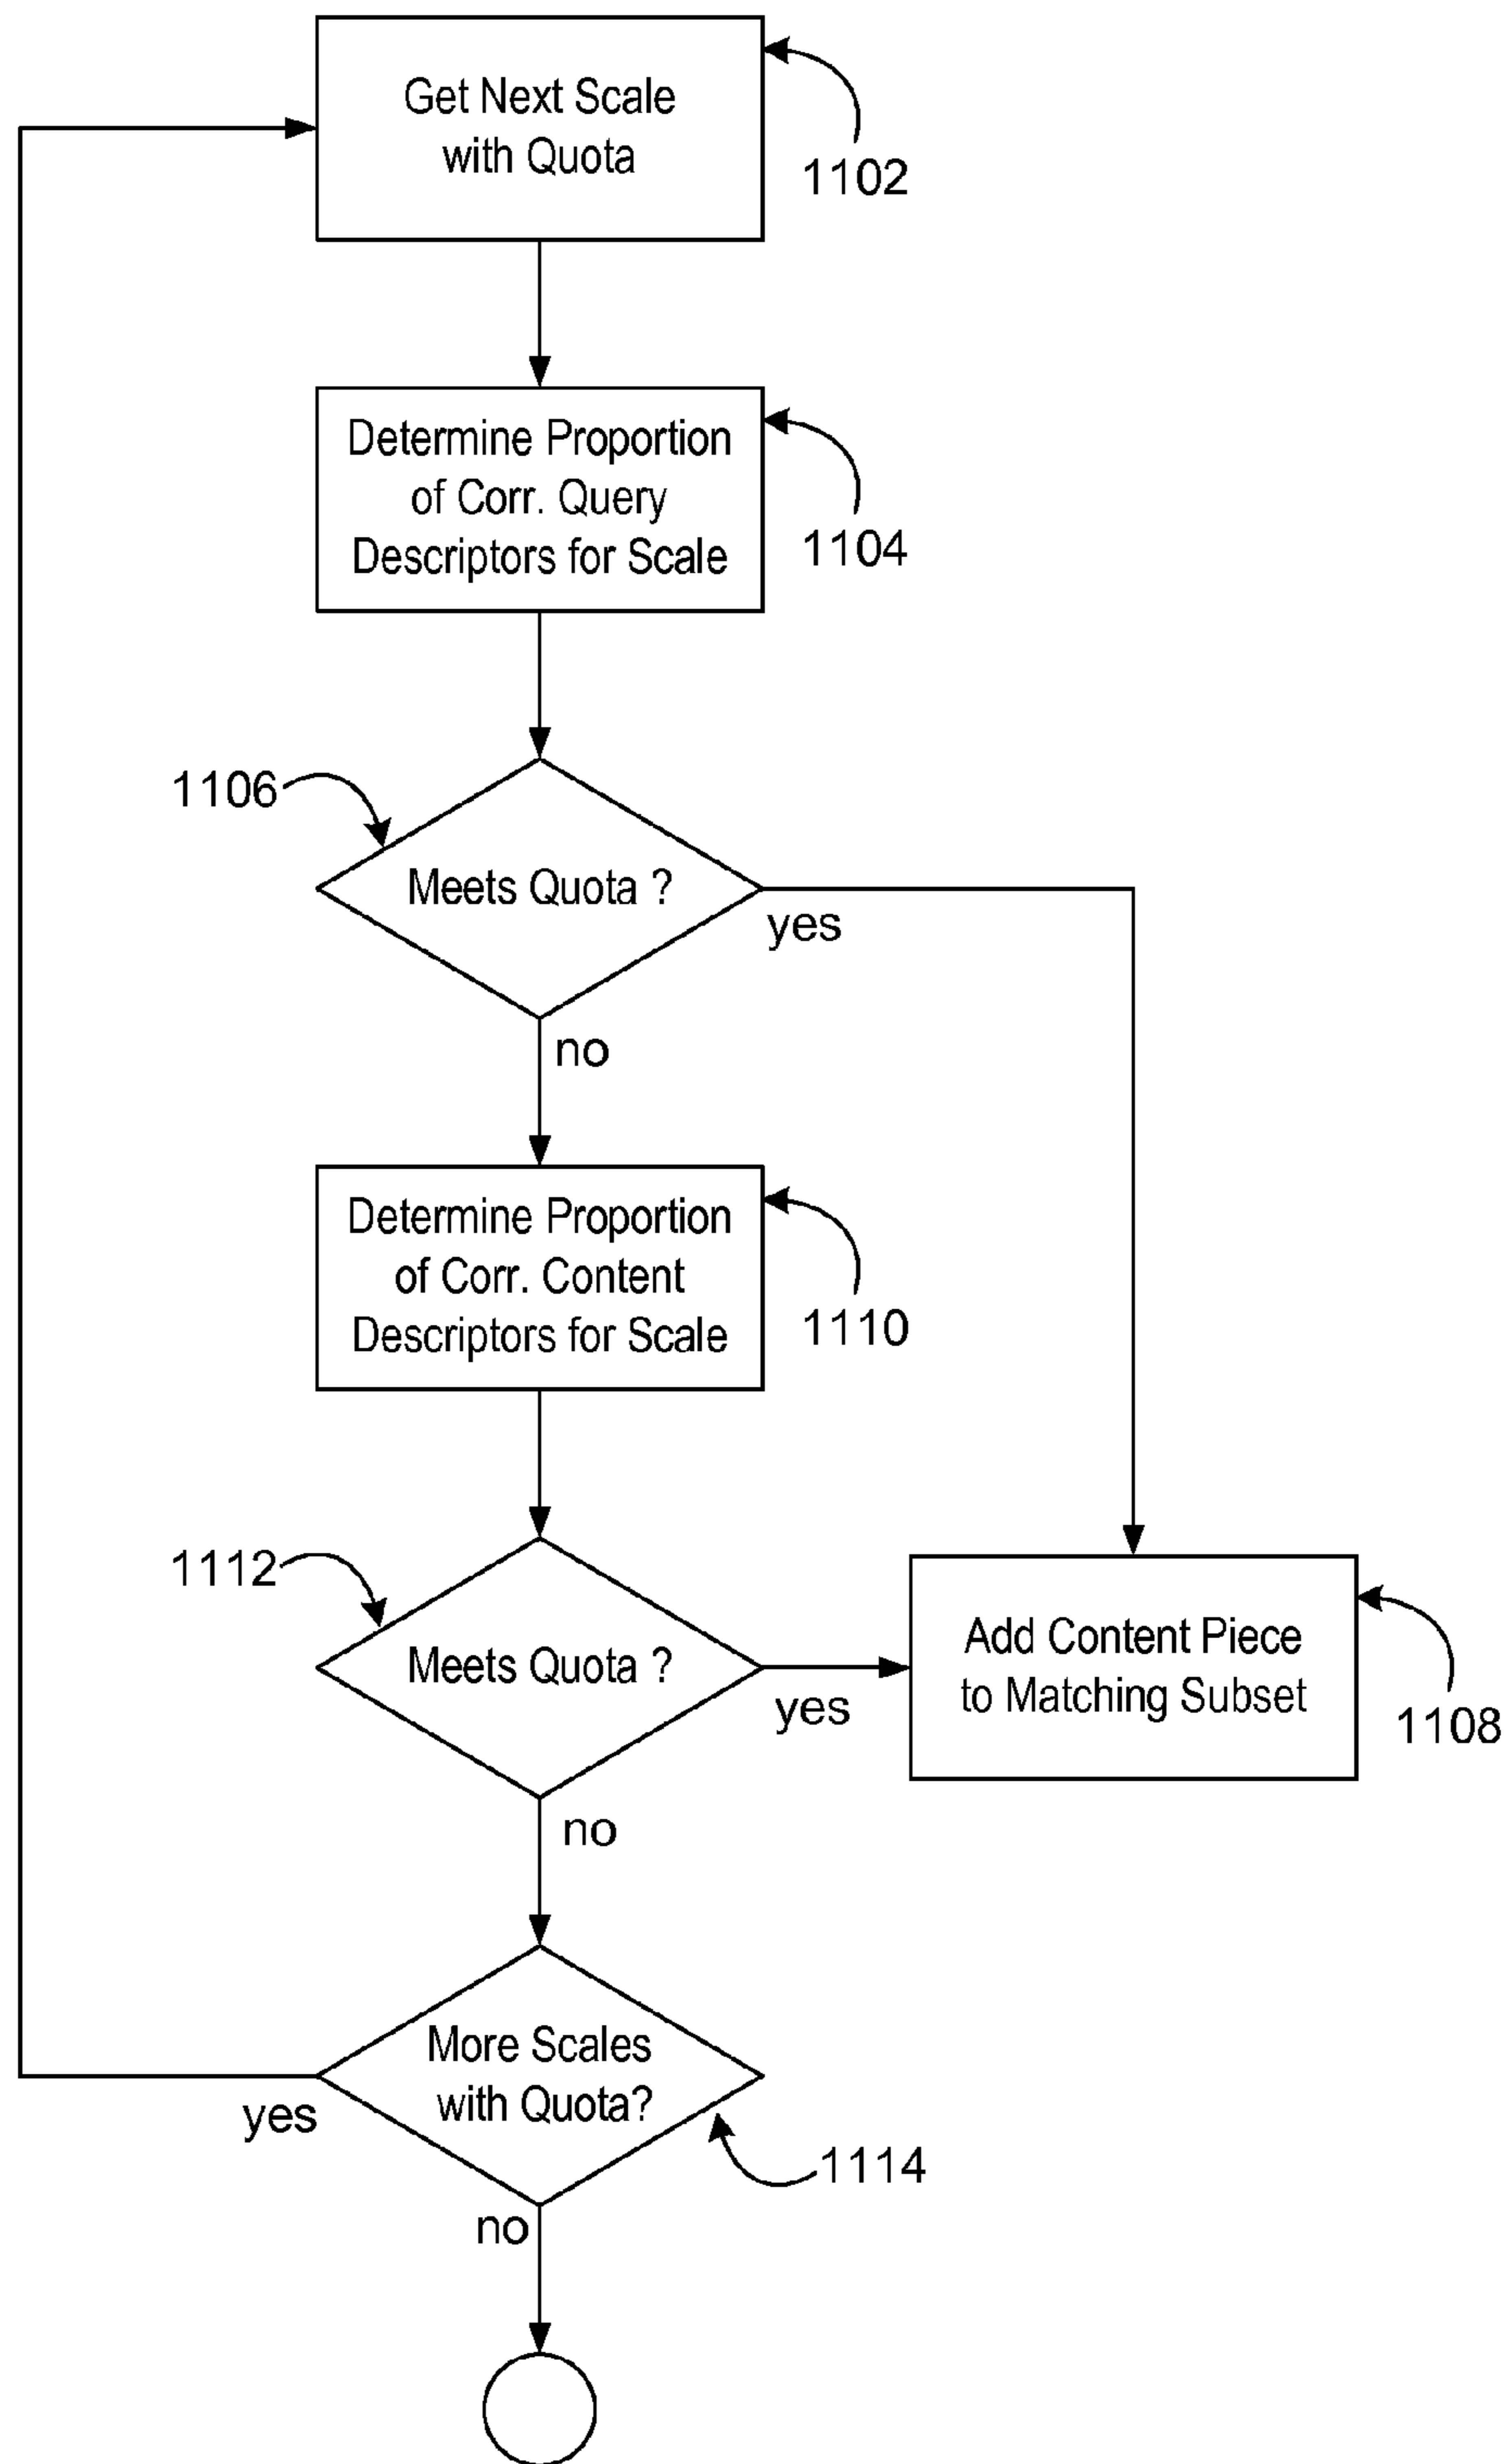 Get Next Scale
with Quota
1102
Determine Proportion
of Corr. Query
Descriptors for Scale
1104
1106
Meets Quota ?
yes
no
Determine Proportion
of Corr. Content
Descriptors for Scale
1110
1112
Meets Quota ?
yes
Add Content Piece
to Matching Subset
1108
no
More Scales
with Quota?
yes
1114
no